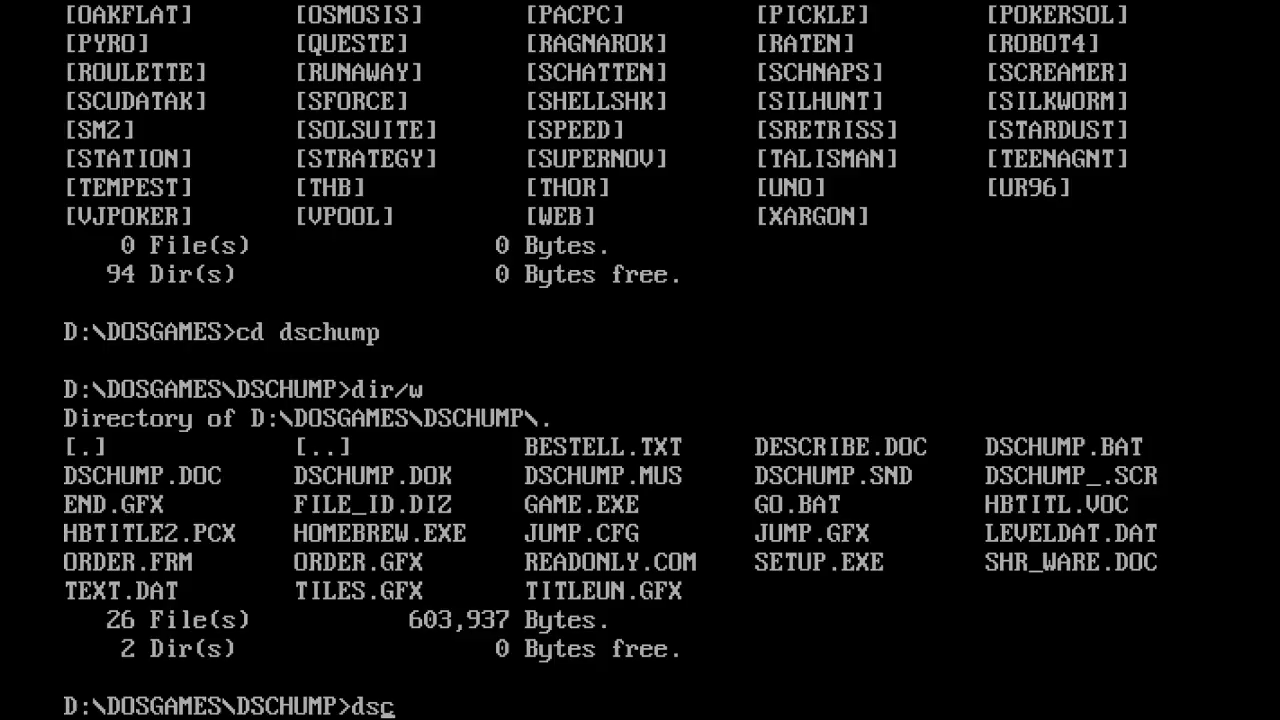 [OAKFLAT] [OSMOSIS] [PACPC] [PICKLE] [POKERSOL]
[PYRO] [QUESTE] [RAGNAROK] [RATEN] [ROBOT4]
[ROULETTE] [RUNAWAY] [SCHATTEN] [SCHNAPS] [SCREAMER]
[SCUDATAK] [SFORCE] [SHELLSHK] [SILHUNT] [SILKWORM]
[SM2] [SOLSUITE] [SPEED] [SRETRISS] [STARDUST]
[STATION] [STRATEGY] [SUPERNOV] [TALISMAN] [TEENAGNT]
[TEMPEST] [THB] [THOR] [UNO] [UR96]
[VJPOKER] [VPOOL] [WEB] [XARGON]
0 File(s) 0 Bytes.
94 Dir(s) 0 Bytes free.
D:\DOSGAMES>cd dschump
D:\DOSGAMES\DSCHUMP>dir/w
Directory of D:\DOSGAMES\DSCHUMP\.
[.] [..] BESTELL.TXT DESCRIBE.DOC DSCHUMP.BAT
DSCHUMP.DOC DSCHUMP.DOK DSCHUMP.MUS DSCHUMP.SND DSCHUMP_.SCR
END.GFX FILE_ID.DIZ GAME.EXE GO.BAT HBTITL.VOC
HBTITLE2.PCX HOMEBREW.EXE JUMP.CFG JUMP.GFX LEVELDAT.DAT
ORDER.FRM ORDER.GFX READONLY.COM SETUP.EXE SHR_WARE.DOC
TEXT.DAT TILES.GFX TITLEUN.GFX
26 File(s) 603,937 Bytes.
2 Dir(s) 0 Bytes free.
D:\DOSGAMES\DSCHUMP>dsc